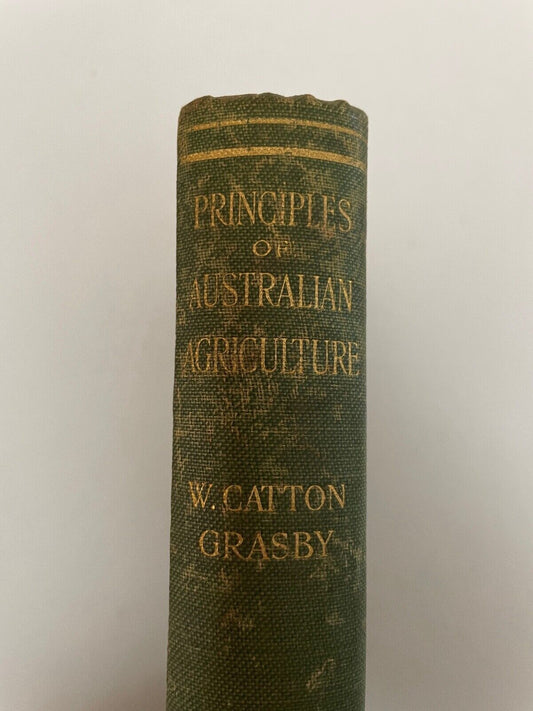 PRINCIPLES
OF
AUSTRALIAN
AGRICULTURE
W. CATTON
GRASBY